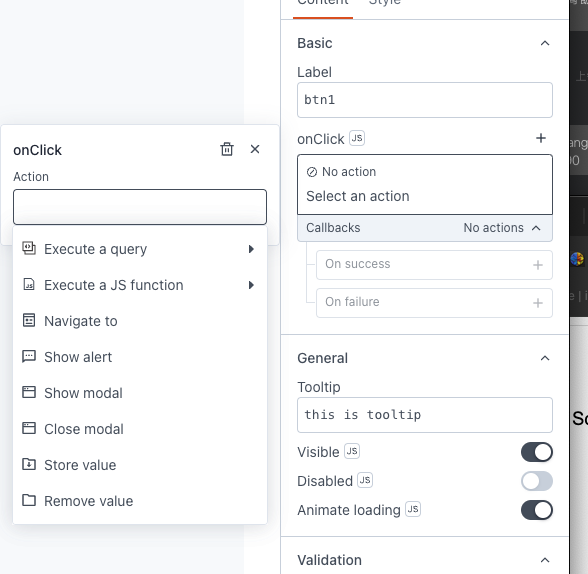 Content Style
Basic
Label
btn1
onClick JS
No action
Select an action
Callbacks No actions
On success
On failure
General
Tooltip
this is tooltip
Visible JS
Disabled JS
Animate loading JS
Validation
onClick
Action
Execute a query
Execute a JS function
Navigate to
Show alert
Show modal
Close modal
Store value
Remove value